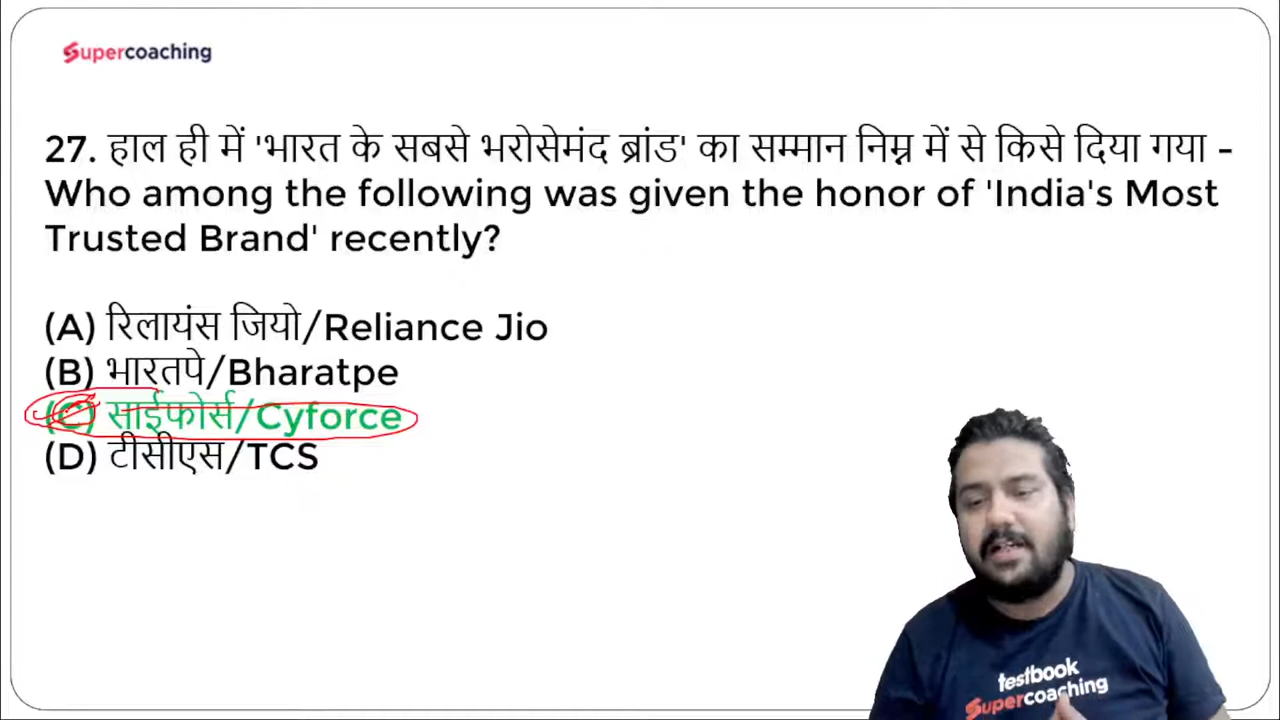 Supercoaching
27. हाल ही में 'भारत के सबसे भरोसेमंद ब्रांड' का सम्मान निम्न में से किसे दिया गया -
Who among the following was given the honor of 'India's Most
Trusted Brand' recently?
(A) रिलायंस जियो/Reliance Jio
(B) भारतपे/Bharatpe
(C) साईफोर्स/Cyforce
(D) टीसीएस/TCS
testbook
Supercoaching